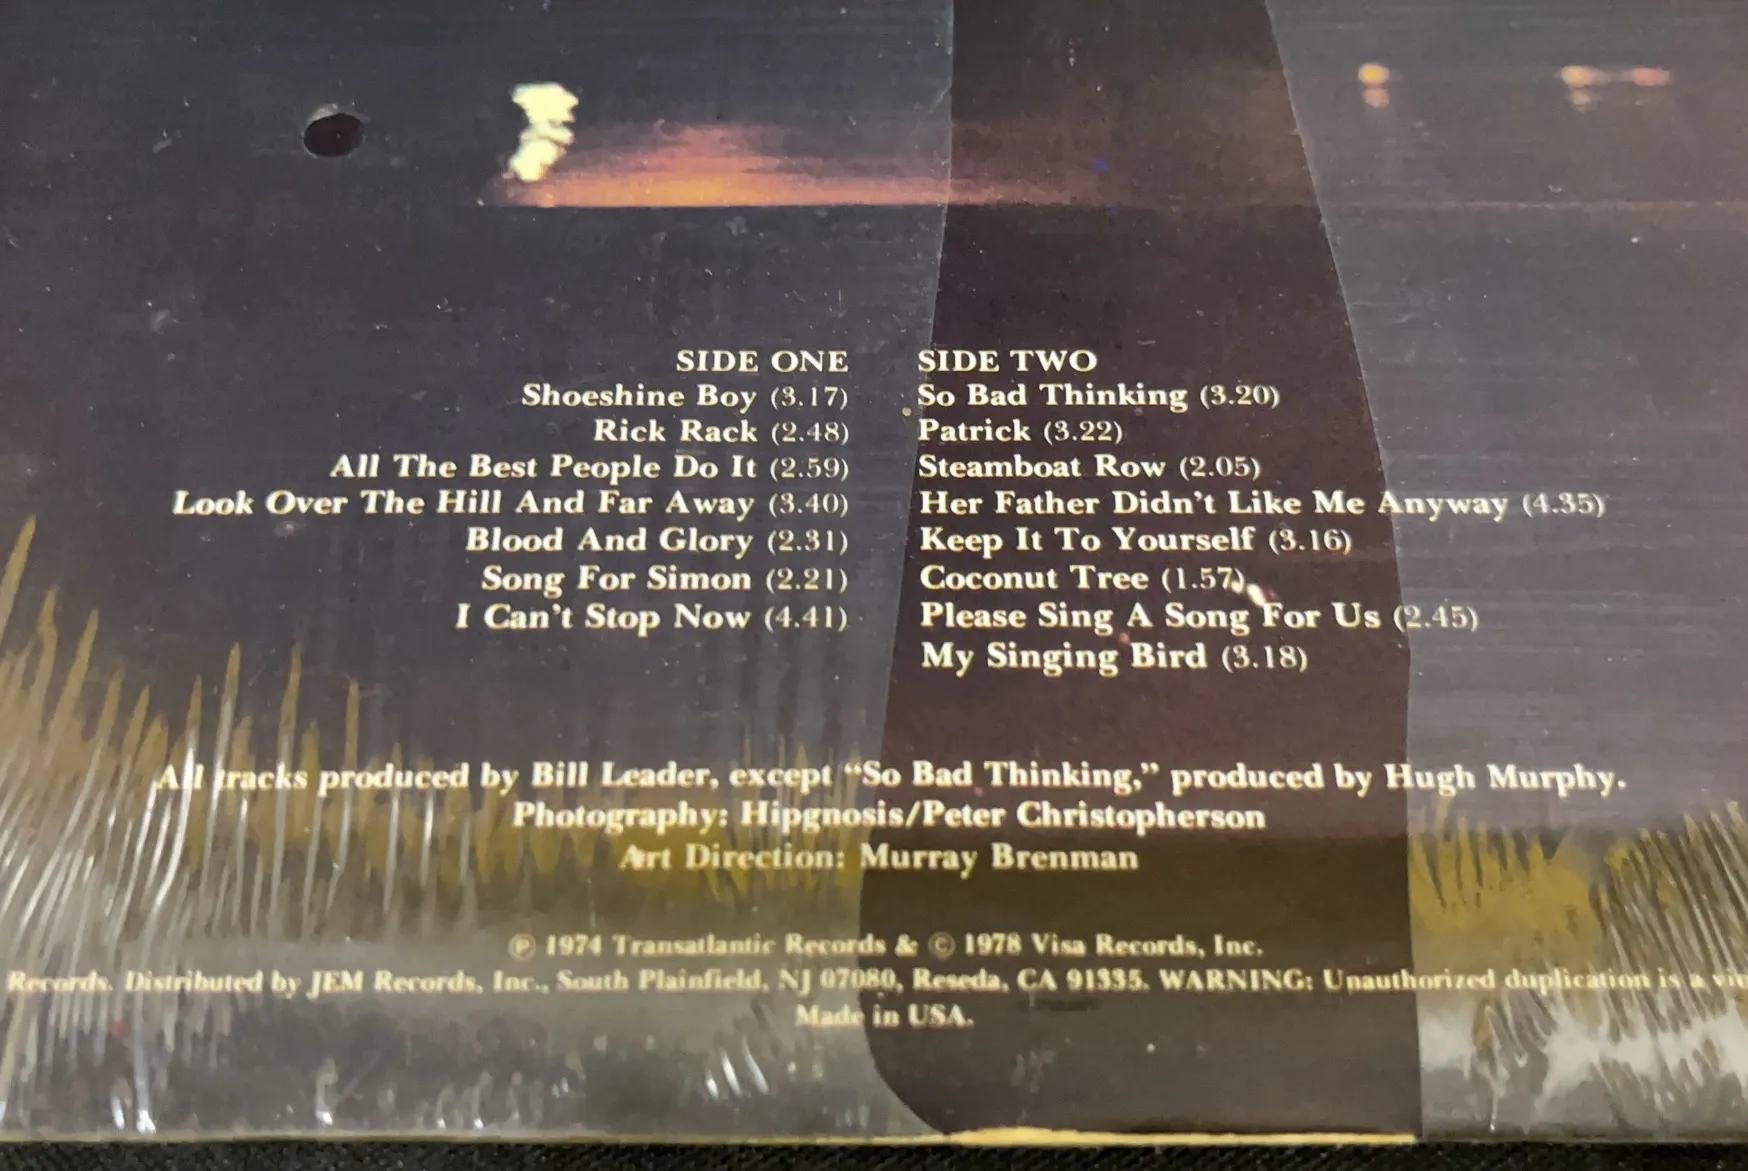 SIDE ONE
Shoeshine Boy (3.17)
Rick Rack (2.48)
All The Best People Do It (2.59)
Look Over The Hill And Far Away (3.40)
Blood And Glory (2.31)
Song For Simon (2.21)
I Can't Stop Now (4.41)
SIDE TWO
So Bad Thinking (3.20)
Patrick (3.22)
Steamboat Row (2.05)
Her Father Didn't Like Me Anyway (4.35)
Keep It To Yourself (3.16)
Coconut Tree (1.57)
Please Sing A Song For Us (2.45)
My Singing Bird (3.18)
All tracks produced by Bill Leader, except “So Bad Thinking,” produced by Hugh Murphy.
Photography: Hipgnosis/Peter Christopherson
Art Direction: Murray Brenman
℗ 1974 Transatlantic Records & © 1978 Visa Records, Inc.
Records. Distributed by JEM Records, Inc., South Plainfield, NJ 07080, Reseda, CA 91335. WARNING: Unauthorized duplication is a
Made in USA.